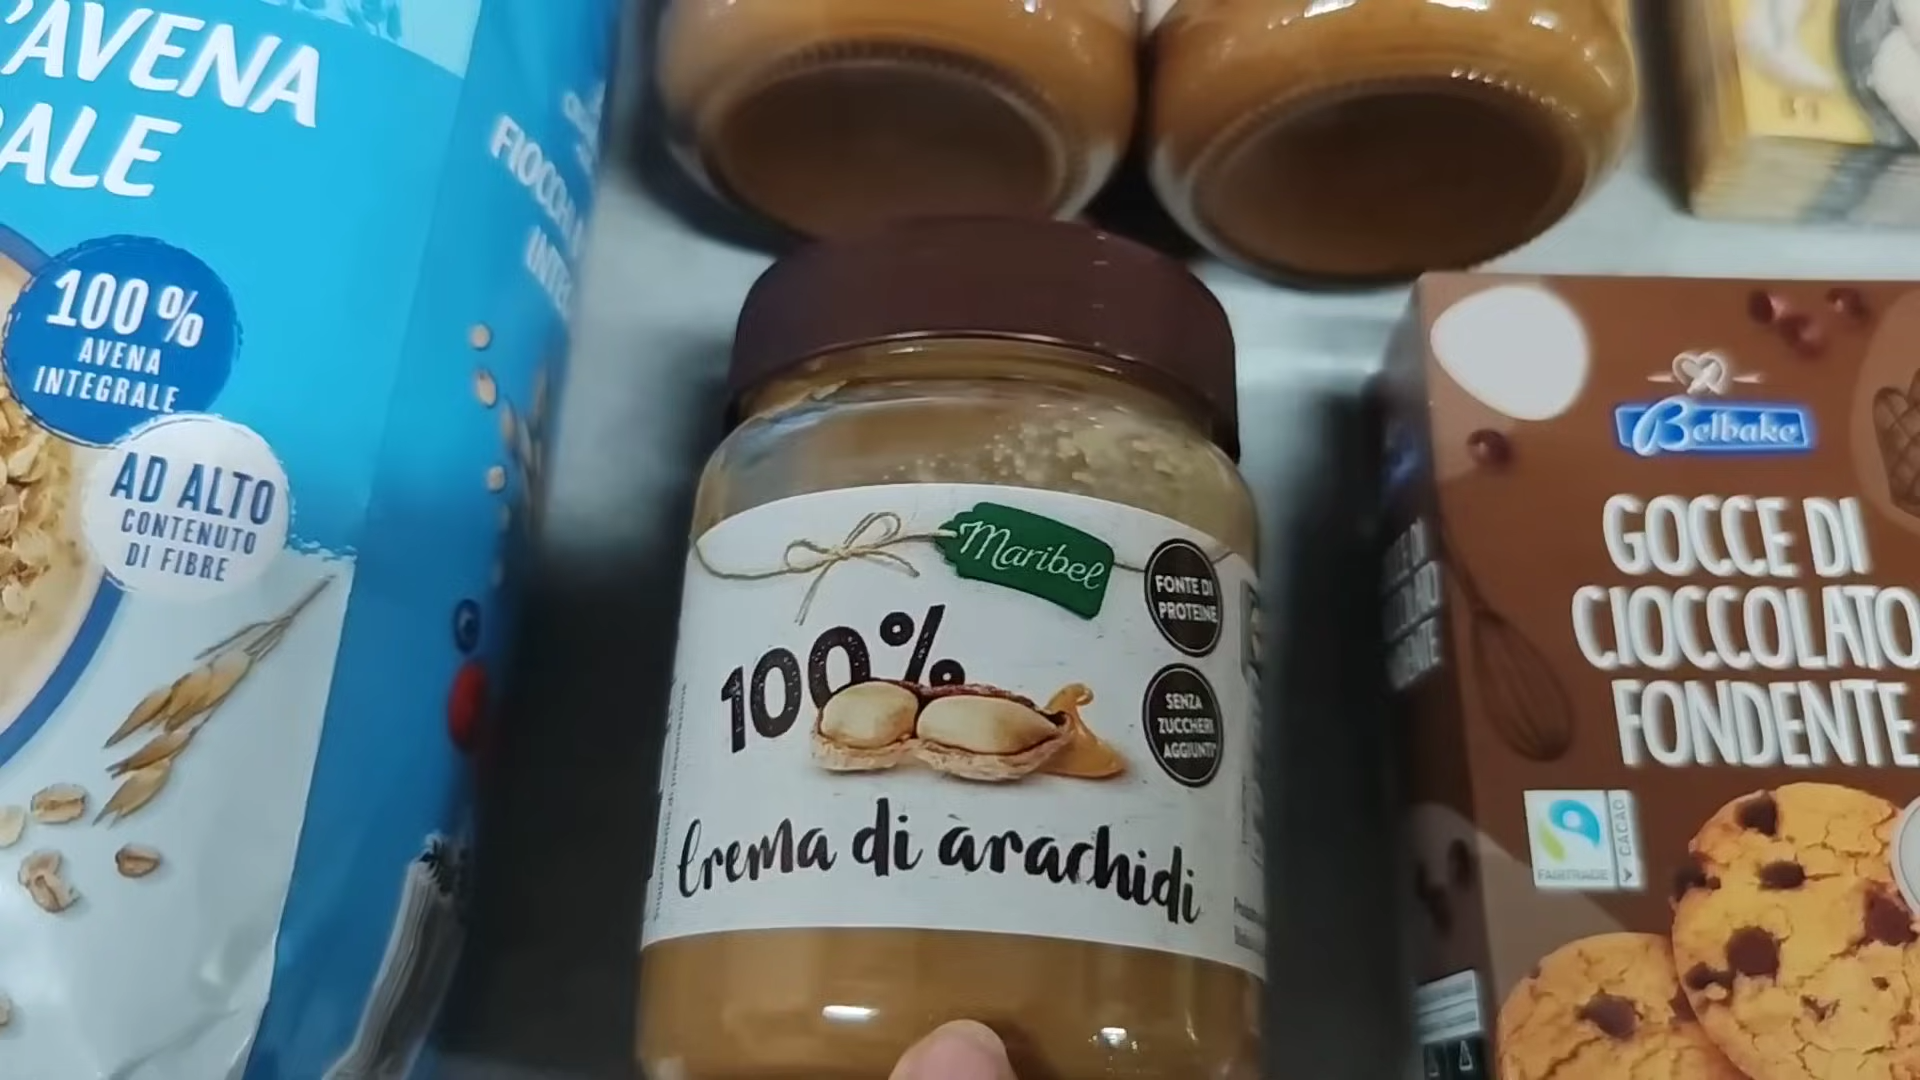 'AVENA
ALE
FIOCCHI
100%
AVENA
INTEGRALE
AD ALTO
CONTENUTO
DI FIBRE
Maribel
FONTE DI
PROTEINE
100%
SENZA
ZUCCHERI
AGGIUNTI*
Crema di arachidi
Belbake
GOCCE DI
CIOCCOLATO
FONDENTE
FAIRTRADE
CACAO